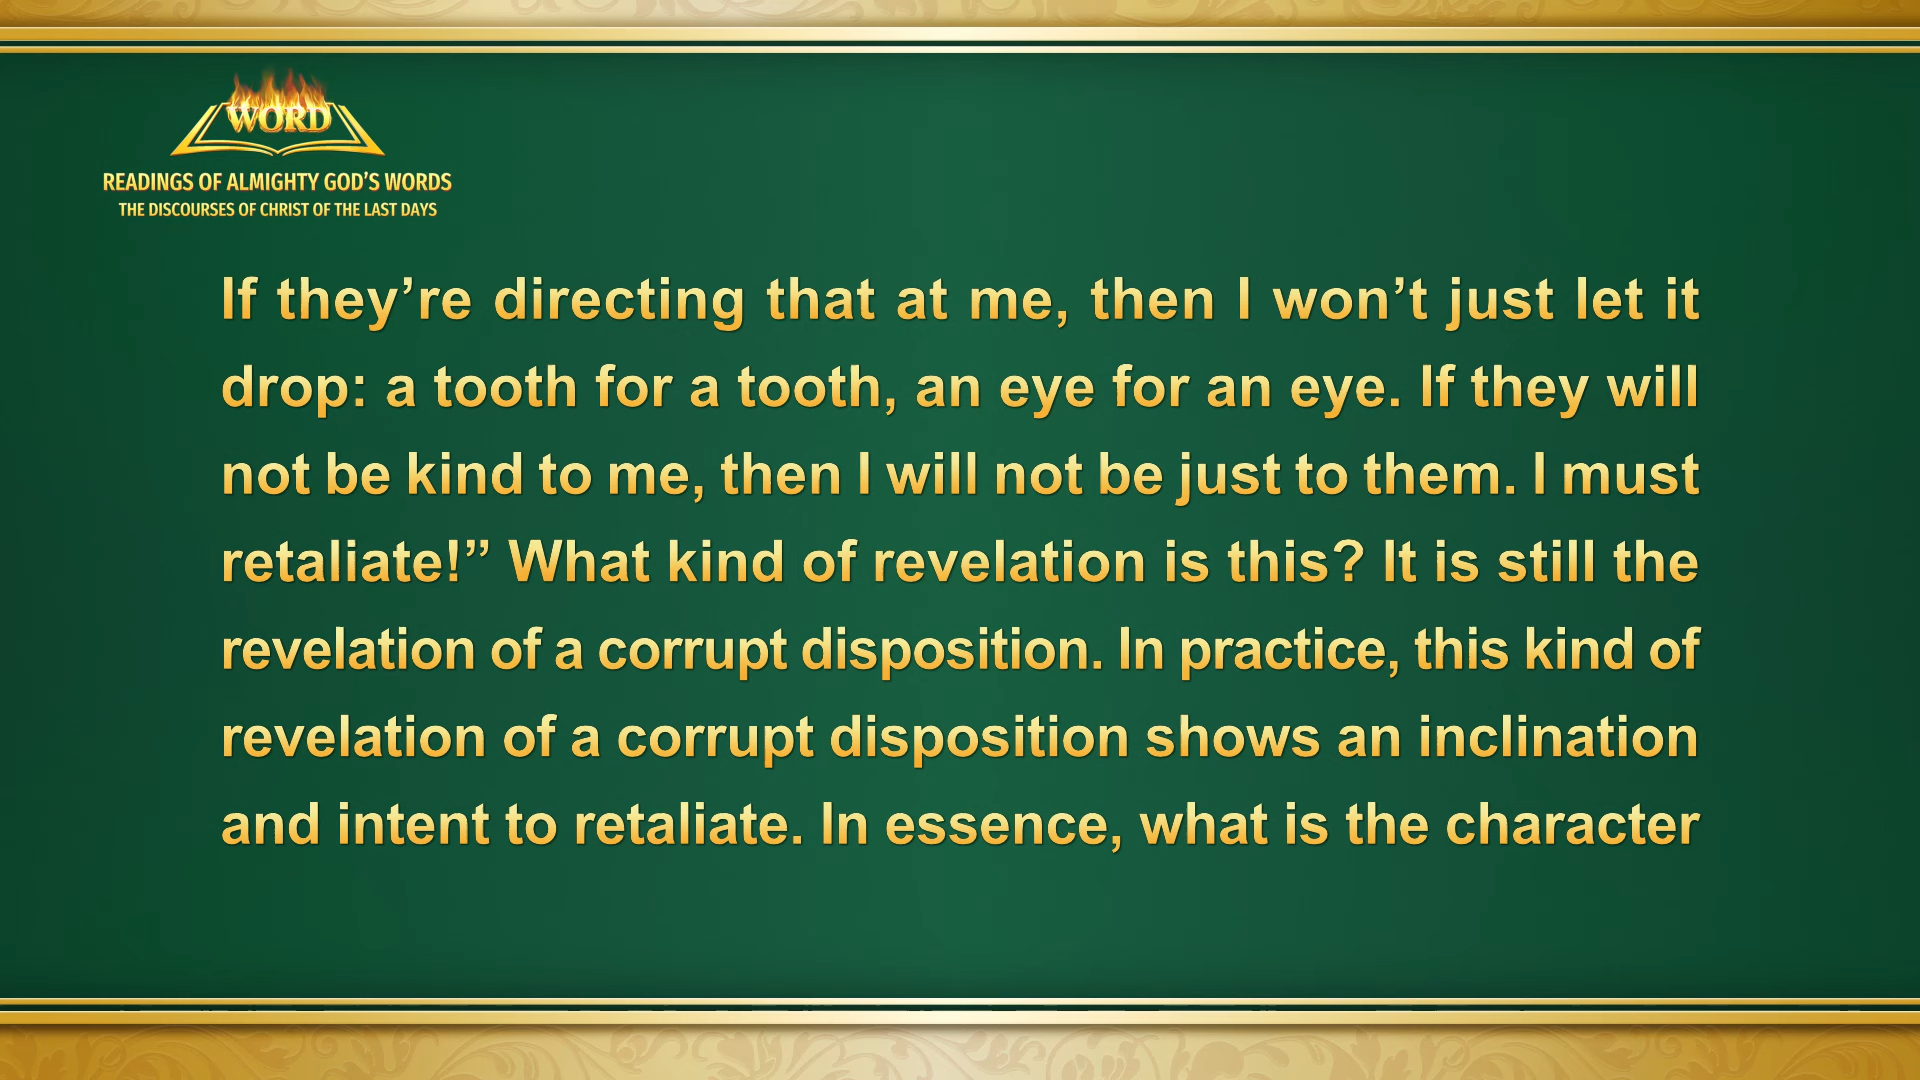 WORD
READINGS OF ALMIGHTY GOD’S WORDS
THE DISCOURSES OF CHRIST OF THE LAST DAYS
If they’re directing that at me, then I won’t just let it
drop: a tooth for a tooth, an eye for an eye. If they will
not be kind to me, then I will not be just to them. I must
retaliate!” What kind of revelation is this? It is still the
revelation of a corrupt disposition. In practice, this kind of
revelation of a corrupt disposition shows an inclination
and intent to retaliate. In essence, what is the character